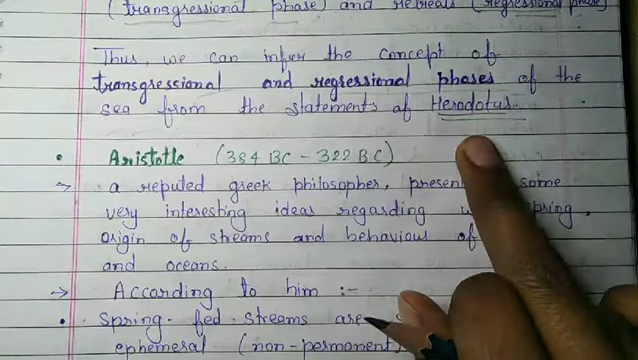 (transgressional phase) and retreats (regressional phase)
Thus, we can infer the concept of
transgressional and regressional phases of the
sea from the statements of Herodotus.
• Aristotle (384 BC - 322 BC)
→ a reputed greek philosopher, present some
very interesting ideas regarding spring,
origin of streams and behaviour of
and oceans.
→ According to him :-
• Spring-fed streams are
ephemeral (non-permanent)